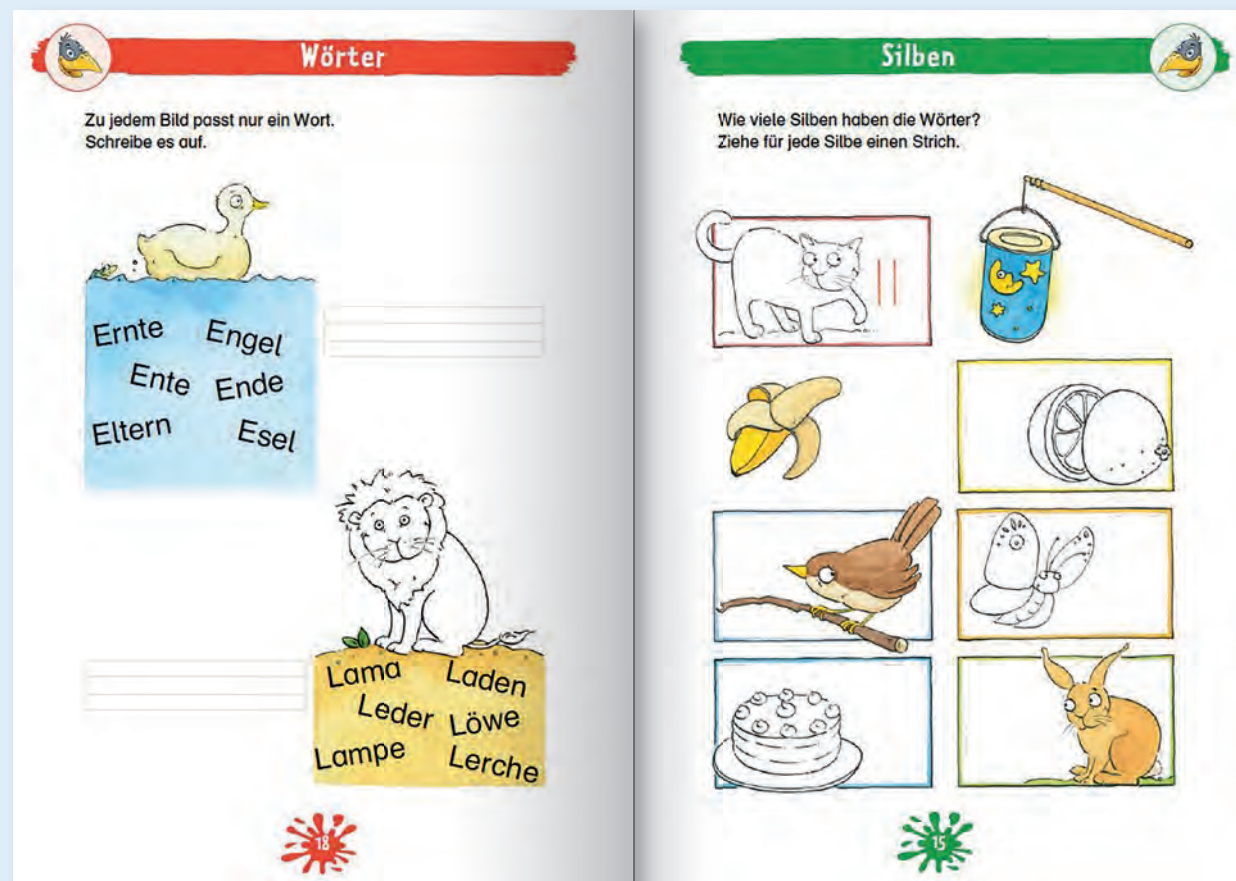 Wörter
Zu jedem Bild passt nur ein Wort.
Schreibe es auf.
Ernte Engel
Ente Ende
Eltern Esel
Lama Laden
Leder Löwe
Lampe Lerche
18
Silben
Wie viele Silben haben die Wörter?
Ziehe für jede Silbe einen Strich.
15